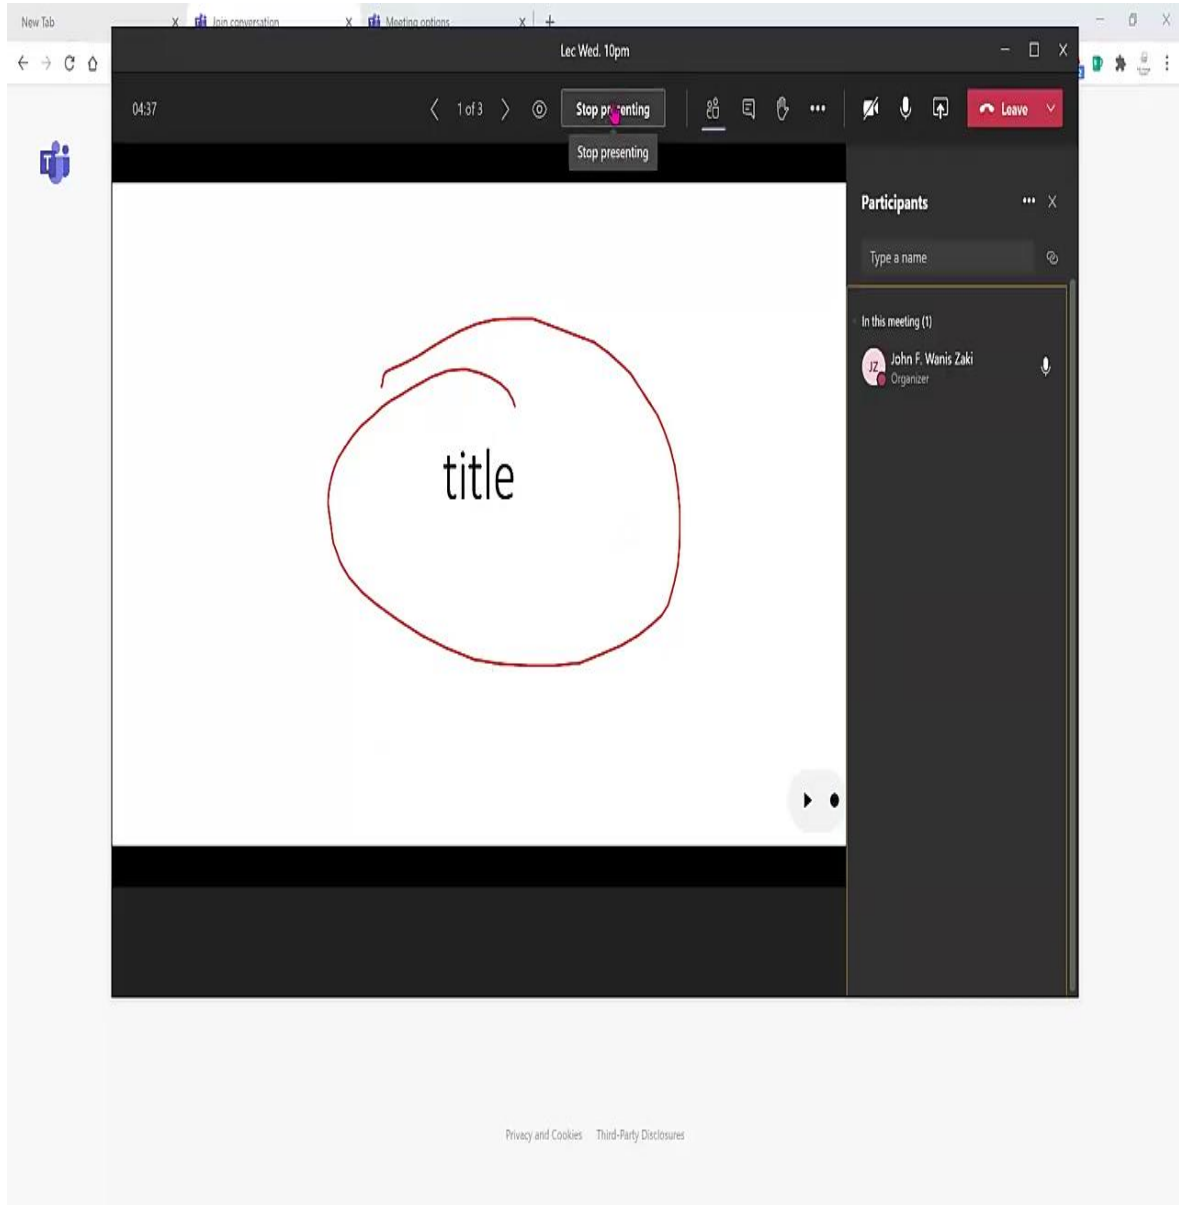 New Tab
Join conversation
Meeting options
Lec Wed. 10pm
04:37
1 of 3
Stop presenting
Leave
Stop presenting
Participants
Type a name
In this meeting (1)
JZ
John F. Wanis Zaki
Organizer
title
Privacy and Cookies
Third-Party Disclosures